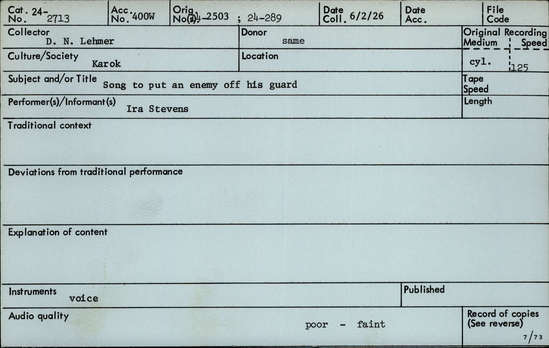 Cat. 24- Acc. Orig. Date Date File
No. 2713 No.400W No(2)4-2503 ; 24-289 Coll. 6/2/26 Acc. Code
Collector Donor Original Recording
D. N. Lehmer same Medium Speed
Culture/Society Location cyl. 125
Karok
Subject and/or Title Song to put an enemy off his guard Tape
Speed
Performer(s)/Informant(s) Length
Ira Stevens
Traditional context
Deviations from traditional performance
Explanation of content
Instruments Published
voice
Audio quality Record of copies
poor - faint (See reverse)
7/73